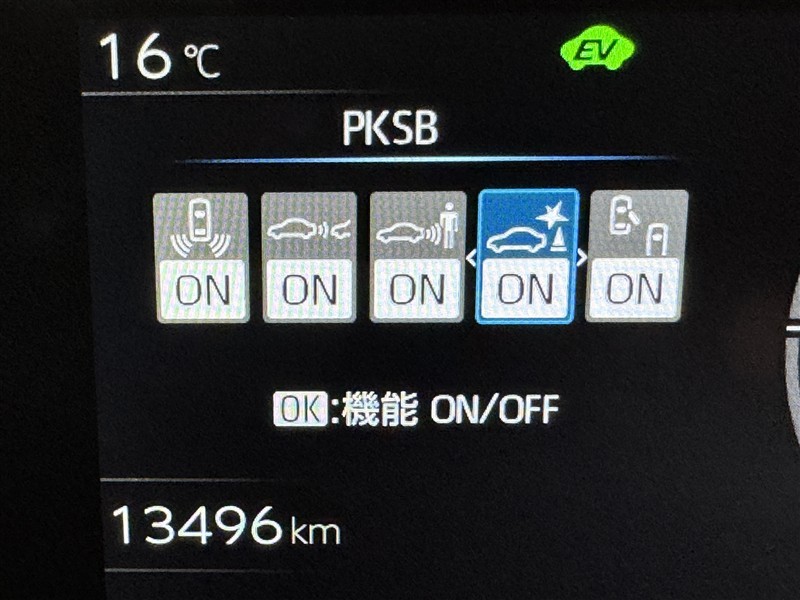 16℃
EV
PKSB
ON ON ON ON ON
OK:機能 ON/OFF
13496km